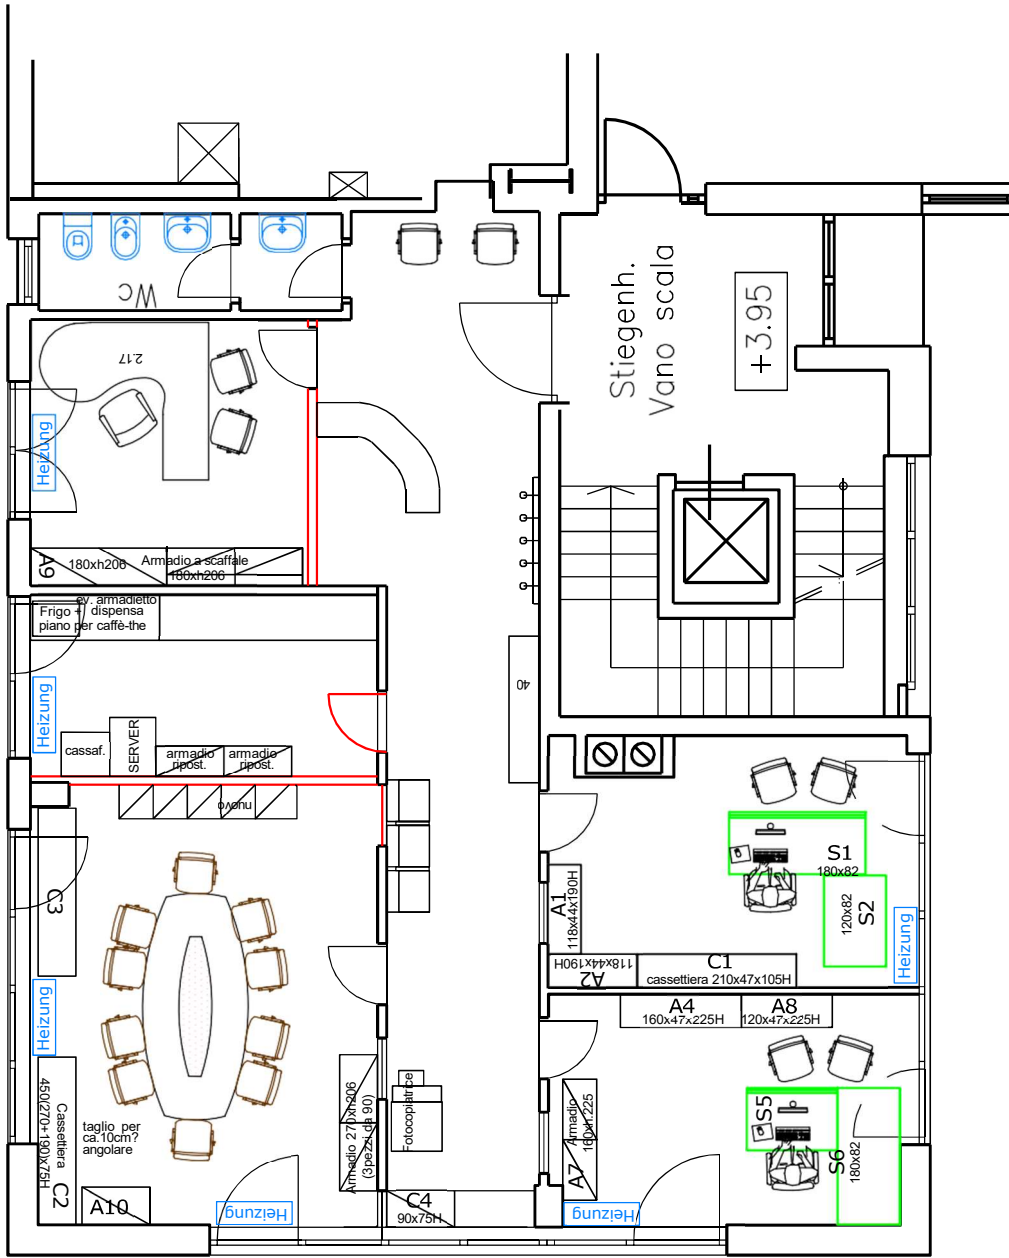 WC
Stiegenh.
Vano scala
+3.95
2.17
Heizung
A9
180xh206
Armadio a scaffale
180xh206
ev. armadietto
Frigo + dispensa
piano per caffè-the
Heizung
cassaf.
SERVER
armadio
ripost.
armadio
ripost.
nuovo
40
C3
Heizung
Cassettiera
450/270+190x75H
C2
taglio per
ca.10cm?
angolare
A10
Heizung
Armadio 270xh206
(3pezzi da 90)
Fotocopiatrice
C4
90x75H
A1
118x44x190H
A2
118x44x190H
C1
cassettiera 210x47x105H
S1
180x82
S2
120x82
Heizung
A4
160x47x225H
A8
120x47x225H
A7
Armadio
160xh.225
Heizung
S5
S6
180x82